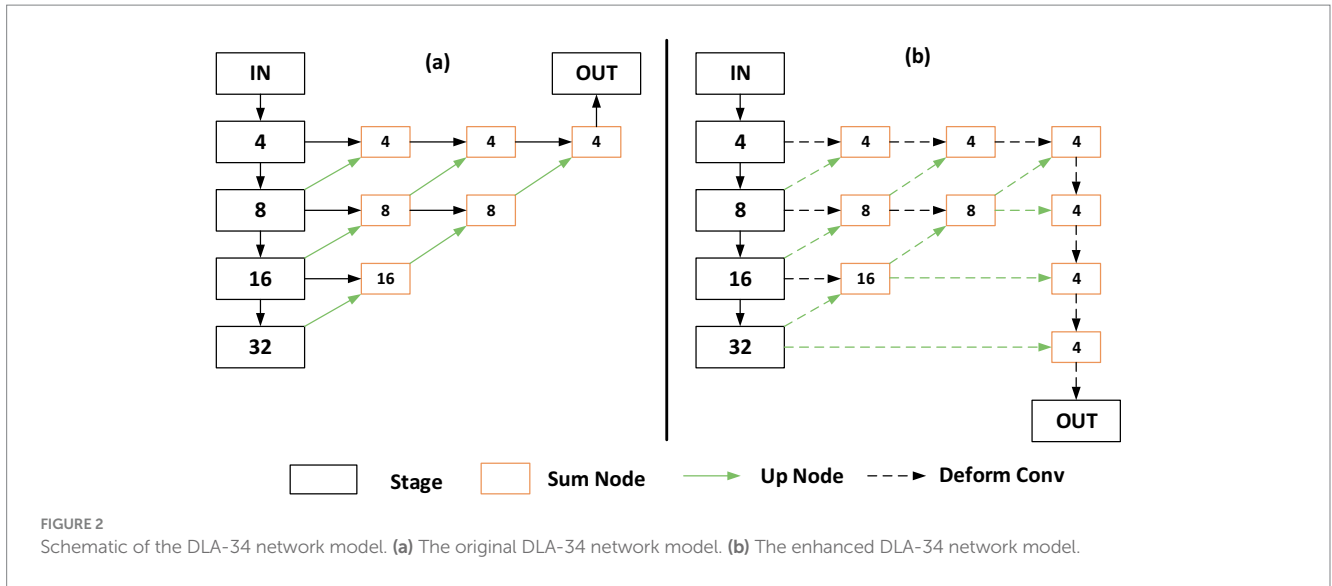 (a)
IN
OUT
4
4
4
4
8
8
8
16
16
32
(b)
IN
4
4
4
4
8
8
8
4
16
16
4
32
4
OUT
Stage
Sum Node
Up Node
Deform Conv
FIGURE 2
Schematic of the DLA-34 network model. (a) The original DLA-34 network model. (b) The enhanced DLA-34 network model.